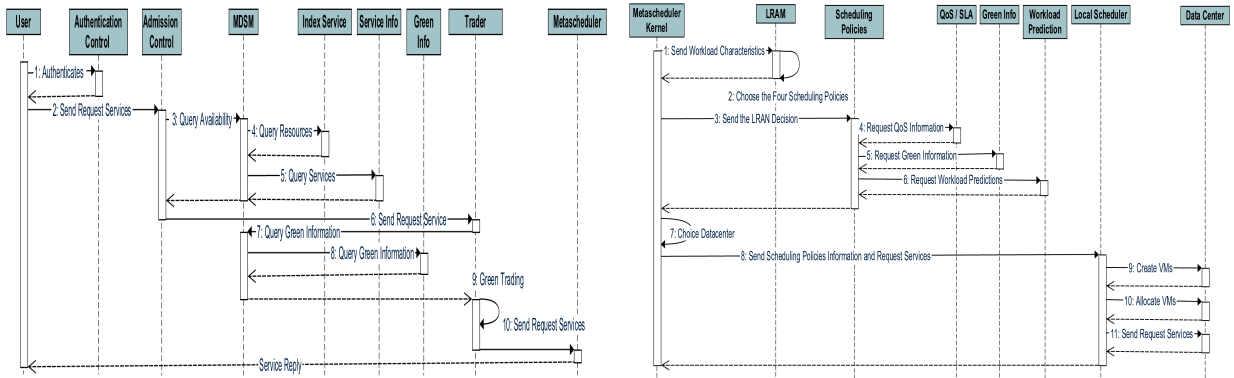 User
Authentication
Control
Admission
Control
MDSM
Index Service
Service Info
Green
Info
Trader
Metascheduler
1: Authenticates
2: Send Request Services
3: Query Availability
4: Query Resources
5: Query Services
6: Send Request Service
7: Query Green Information
8: Query Green Information
9: Green Trading
10: Send Request Services
Service Reply
Metascheduler
Kernel
LRAM
Scheduling
Policies
QoS / SLA
Green Info
Workload
Prediction
Local Scheduler
Data Center
1: Send Workload Characteristics
2: Choose the Four Scheduling Policies
3: Send the LRAN Decision
4: Request QoS Information
5: Request Green Information
6: Request Workload Predictions
7: Choice Datacenter
8: Send Scheduling Policies Information and Request Services
9: Create VMs
10: Allocate VMs
11: Send Request Services